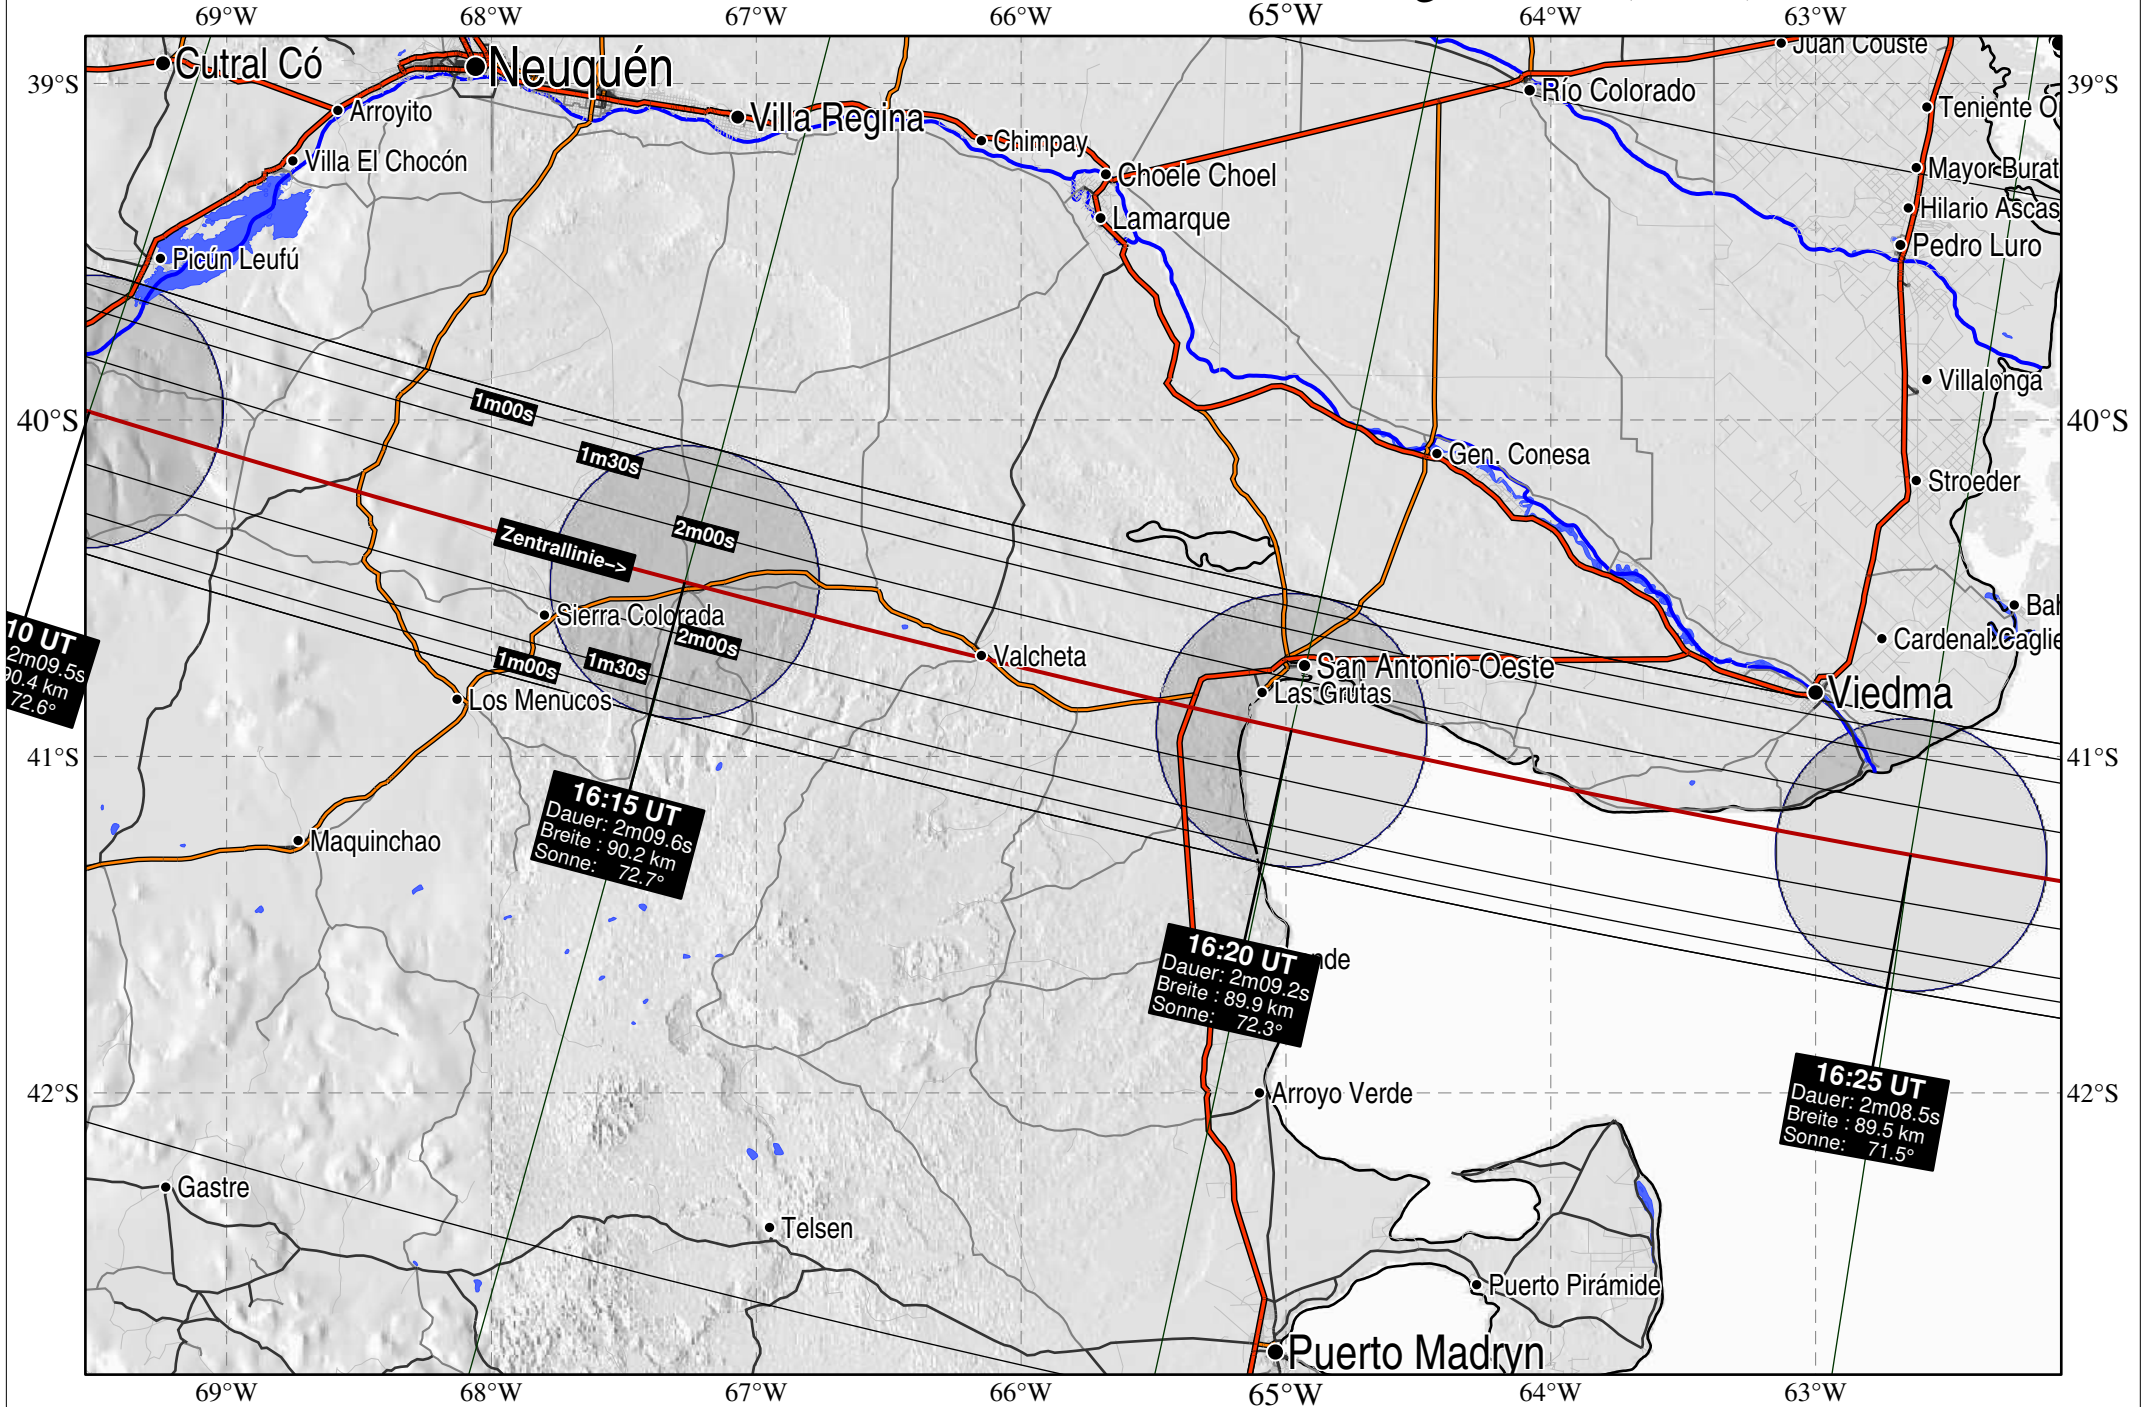 69°W 68°W 67°W 66°W 65°W 64°W 63°W
Cutral Có
Neuquén
Juan Couste
39°S
39°S
Arroyito
Villa Regina
Río Colorado
Teniente O
Chimpay
Villa El Chocón
Choele Choel
Mayor Burat
Lamarque
Hilario Ascas
Picún Leufú
Pedro Luro
Villalonga
1m00s
40°S
40°S
1m30s
Gen. Conesa
Stroeder
2m00s
Zentrallinie–>
Sierra Colorada
Bah
2m00s
Cardenal Caglie
1m00s
1m30s
Valcheta
San Antonio Oeste
Las Grutas
Viedma
Los Menucos
10 UT
2m09.5s
90.4 km
72.6°
41°S
41°S
16:15 UT
Dauer: 2m09.6s
Breite : 90.2 km
Sonne: 72.7°
Maquinchao
16:20 UT
Dauer: 2m09.2s
Breite : 89.9 km
Sonne: 72.3°
nde
16:25 UT
Dauer: 2m08.5s
Breite : 89.5 km
Sonne: 71.5°
42°S
Arroyo Verde
42°S
Gastre
Telsen
Puerto Pirámide
Puerto Madryn
69°W 68°W 67°W 66°W 65°W 64°W 63°W